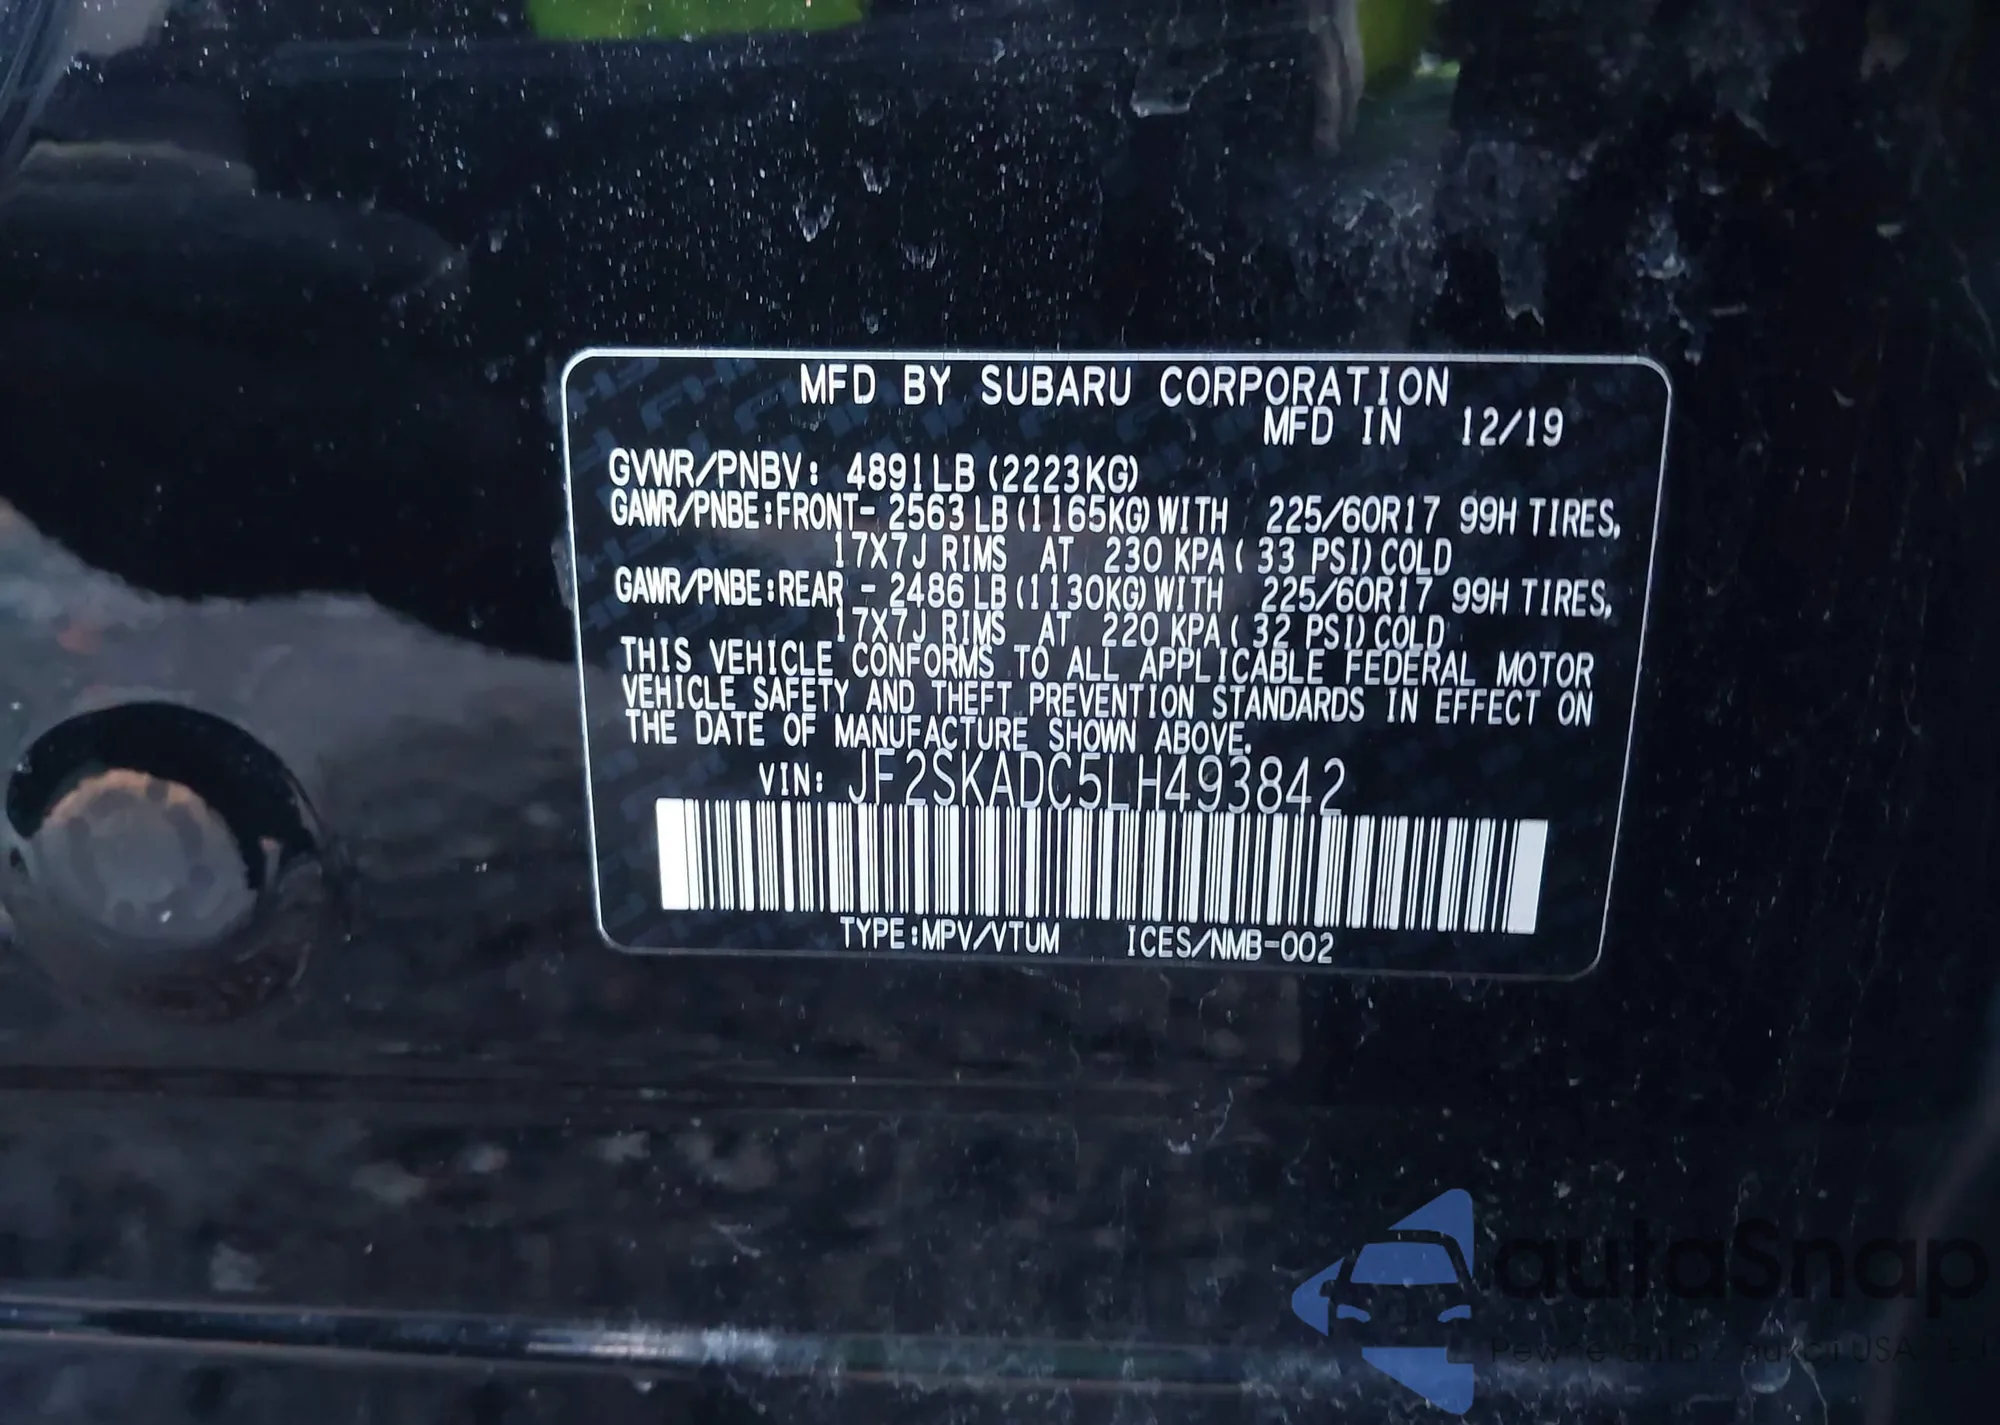 MFD BY SUBARU CORPORATION
MFD IN 12/19
GVWR/PNBV: 4891LB (2223KG)
GAWR/PNBE:FRONT- 2563 LB(1165KG)WITH 225/60R17 99H TIRES,
17X7J RIMS AT 230 KPA( 33 PSI)COLD
GAWR/PNBE:REAR - 2486 LB(1130KG)WITH 225/60R17 99H TIRES,
17X7J RIMS AT 220 KPA( 32 PSI)COLD
THIS VEHICLE CONFORMS TO ALL APPLICABLE FEDERAL MOTOR
VEHICLE SAFETY AND THEFT PREVENTION STANDARDS IN EFFECT ON
THE DATE OF MANUFACTURE SHOWN ABOVE.
VIN: JF2SKADC5LH493842
TYPE:MPV/VTUM ICES/NMB-002
autoSnap